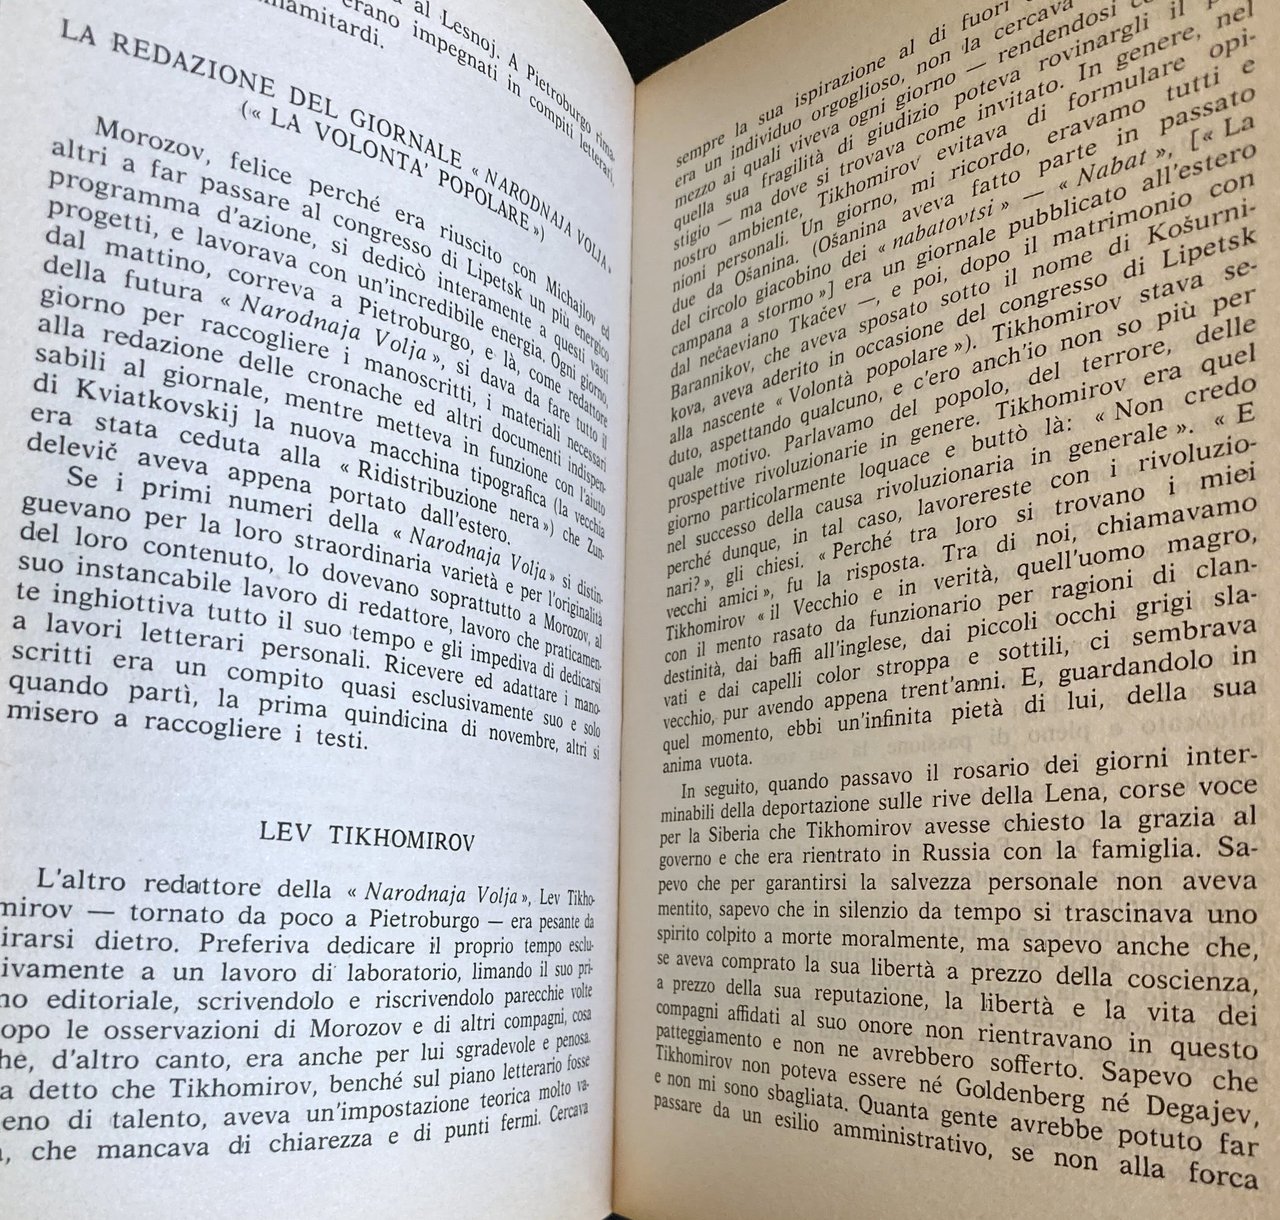 al Lesnoj. A Pietroburgo rima-
erano impegnati in compiti letterari,
namitardi.
LA REDAZIONE DEL GIORNALE « NARODNAJA VOLJA »
(« LA VOLONTA' POPOLARE »)
Morozov, felice perché era riuscito con Michajlov ed
altri a far passare al congresso di Lipetsk un più energico
programma d'azione, si dedicò interamente a questi vasti
progetti, e lavorava con un'incredibile energia. Ogni giorno,
dal mattino, correva a Pietroburgo, e là, come redattore
della futura « Narodnaja Volja », si dava da fare tutto il
giorno per raccogliere i manoscritti, i materiali necessari
alla redazione delle cronache ed altri documenti indispen-
sabili al giornale, mentre metteva in funzione con l'aiuto
di Kviatkovskij la nuova macchina tipografica (la vecchia
era stata ceduta alla « Ridistribuzione nera ») che Zun-
delevič aveva appena portato dall'estero.
Se i primi numeri della « Narodnaja Volja » si distin-
guevano per la loro straordinaria varietà e per l'originalità
del loro contenuto, lo dovevano soprattutto a Morozov, al
suo instancabile lavoro di redattore, lavoro che praticamen-
te inghiottiva tutto il suo tempo e gli impediva di dedicarsi
a lavori letterari personali. Ricevere ed adattare i mano-
scritti era un compito quasi esclusivamente suo e solo
quando partì, la prima quindicina di novembre, altri si
misero a raccogliere i testi.
LEV TIKHOMIROV
L'altro redattore della « Narodnaja Volja », Lev Tikho-
mirov — tornato da poco a Pietroburgo — era pesante da
irarsi dietro. Preferiva dedicare il proprio tempo esclu-
ivamente a un lavoro di laboratorio, limando il suo pri-
no editoriale, scrivendolo e riscrivendolo parecchie volte
opo le osservazioni di Morozov e di altri compagni, cosa
he, d'altro canto, era anche per lui sgradevole e penosa.
a detto che Tikhomirov, benché sul piano letterario fosse
eno di talento, aveva un'impostazione teorica molto va-
a, che mancava di chiarezza e di punti fermi. Cercava
sempre la sua ispirazione al di fuori
era un individuo orgoglioso, non la cercava
mezzo ai quali viveva ogni giorno — rendendosi
quella sua fragilità di giudizio poteva rovinargli il
stigio — ma dove si trovava come invitato. In genere, nel
nostro ambiente, Tikhomirov evitava di formulare opi-
nioni personali. Un giorno, mi ricordo, eravamo tutti e
due da Ošanina. (Ošanina aveva fatto parte in passato
del circolo giacobino dei « nabatovtsi » — « Nabat », [« La
campana a stormo »] era un giornale pubblicato all'estero
dal nečaeviano Tkačev —, e poi, dopo il matrimonio con
Barannikov, che aveva sposato sotto il nome di Košurni-
kova, aveva aderito in occasione del congresso di Lipetsk
alla nascente « Volontà popolare »). Tikhomirov stava se-
duto, aspettando qualcuno, e c'ero anch'io non so più per
quale motivo. Parlavamo del popolo, del terrore, delle
prospettive rivoluzionarie in genere. Tikhomirov era quel
giorno particolarmente loquace e buttò là: « Non credo
nel successo della causa rivoluzionaria in generale ». « E
perché dunque, in tal caso, lavorereste con i rivoluzio-
nari? », gli chiesi. « Perché tra loro si trovano i miei
vecchi amici », fu la risposta. Tra di noi, chiamavamo
Tikhomirov « il Vecchio e in verità, quell'uomo magro,
con il mento rasato da funzionario per ragioni di clan-
destinità, dai baffi all'inglese, dai piccoli occhi grigi sla-
vati e dai capelli color stroppa e sottili, ci sembrava
vecchio, pur avendo appena trent'anni. E, guardandolo in
quel momento, ebbi un'infinita pietà di lui, della sua
anima vuota.
In seguito, quando passavo il rosario dei giorni inter-
minabili della deportazione sulle rive della Lena, corse voce
per la Siberia che Tikhomirov avesse chiesto la grazia al
governo e che era rientrato in Russia con la famiglia. Sa-
pevo che per garantirsi la salvezza personale non aveva
mentito, sapevo che in silenzio da tempo si trascinava uno
spirito colpito a morte moralmente, ma sapevo anche che,
se aveva comprato la sua libertà a prezzo della coscienza,
a prezzo della sua reputazione, la libertà e la vita dei
compagni affidati al suo onore non rientravano in questo
patteggiamento e non ne avrebbero sofferto. Sapevo che
Tikhomirov non poteva essere né Goldenberg né Degajev,
e non mi sono sbagliata. Quanta gente avrebbe potuto far
passare da un esilio amministrativo, se non alla forca